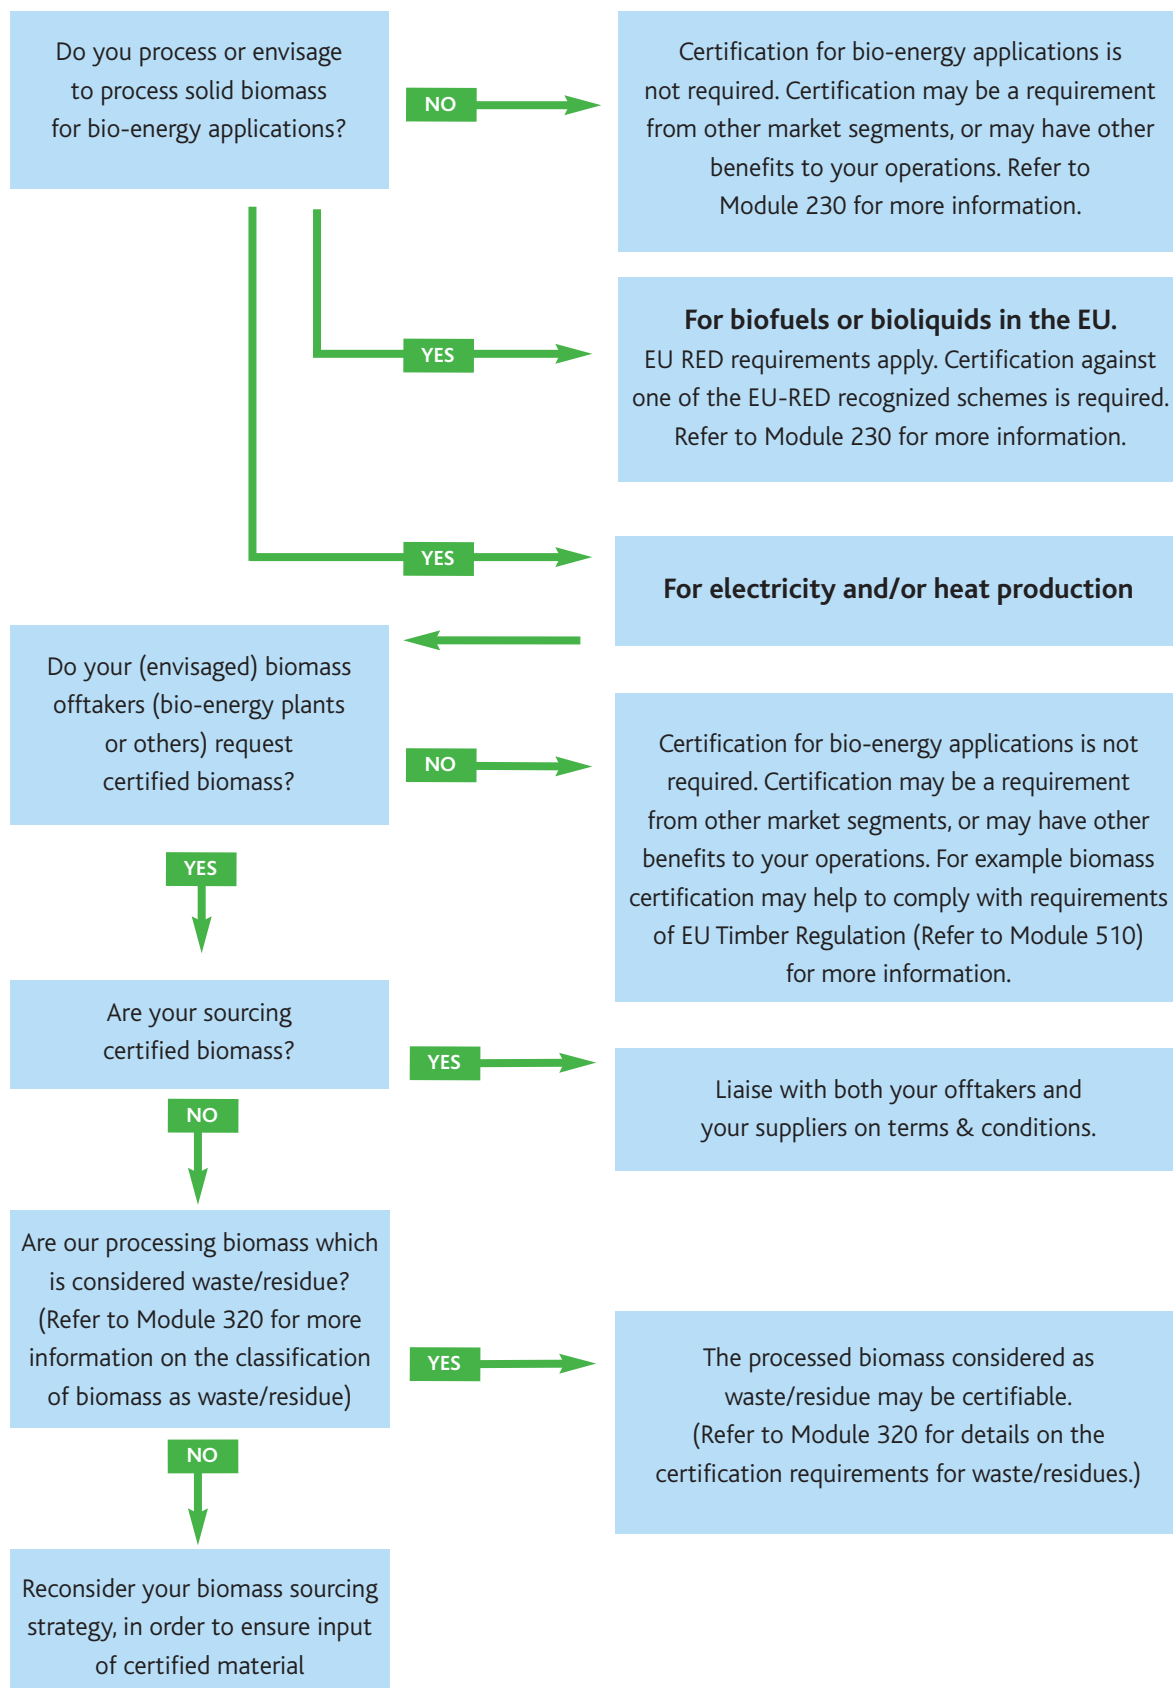 Do you process or envisage
to process solid biomass
for bio-energy applications?
NO
Certification for bio-energy applications is
not required. Certification may be a requirement
from other market segments, or may have other
benefits to your operations. Refer to
Module 230 for more information.
YES
For biofuels or bioliquids in the EU.
EU RED requirements apply. Certification against
one of the EU-RED recognized schemes is required.
Refer to Module 230 for more information.
YES
For electricity and/or heat production
Do your (envisaged) biomass
offtakers (bio-energy plants
or others) request
certified biomass?
NO
Certification for bio-energy applications is not
required. Certification may be a requirement
from other market segments, or may have other
benefits to your operations. For example biomass
certification may help to comply with requirements
of EU Timber Regulation (Refer to Module 510)
for more information.
YES
Are your sourcing
certified biomass?
YES
Liaise with both your offtakers and
your suppliers on terms & conditions.
NO
Are our processing biomass which
is considered waste/residue?
(Refer to Module 320 for more
information on the classification
of biomass as waste/residue)
YES
The processed biomass considered as
waste/residue may be certifiable.
(Refer to Module 320 for details on the
certification requirements for waste/residues.)
NO
Reconsider your biomass sourcing
strategy, in order to ensure input
of certified material